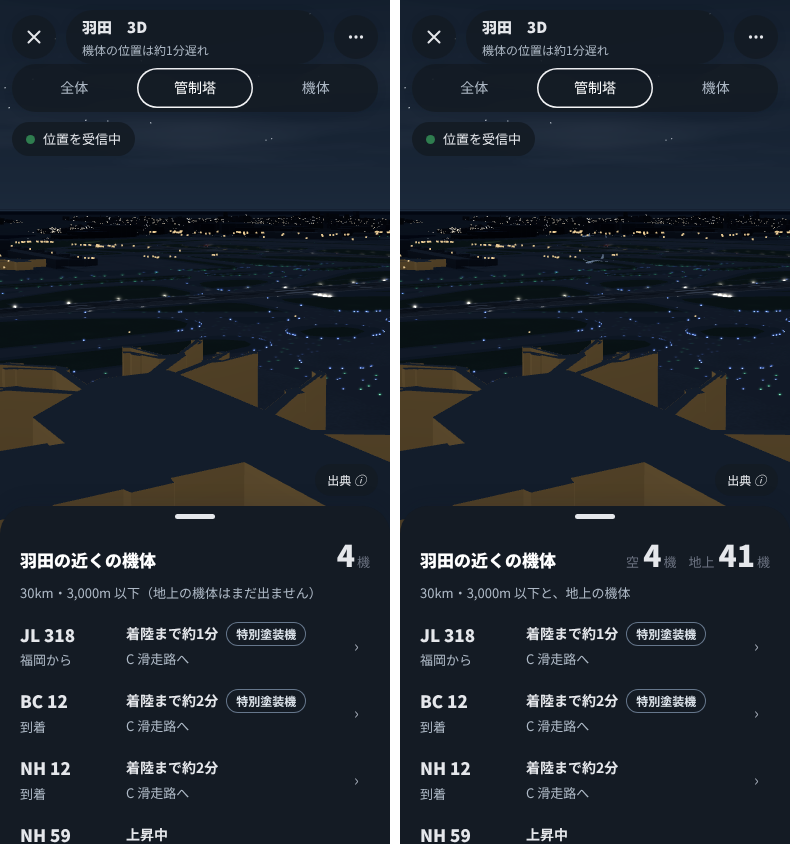 羽田 3D
機体の位置は約1分遅れ
全体 管制塔 機体
位置を受信中
出典
羽田の近くの機体 4機
30km・3,000m 以下（地上の機体はまだ出ません）
JL 318 着陸まで約1分 特別塗装機
福岡から C 滑走路へ
BC 12 着陸まで約2分 特別塗装機
到着 C 滑走路へ
NH 12 着陸まで約2分
到着 C 滑走路へ
NH 59 上昇中
羽田 3D
機体の位置は約1分遅れ
全体 管制塔 機体
位置を受信中
出典
羽田の近くの機体 空 4機 地上 41機
30km・3,000m 以下と、地上の機体
JL 318 着陸まで約1分 特別塗装機
福岡から C 滑走路へ
BC 12 着陸まで約2分 特別塗装機
到着 C 滑走路へ
NH 12 着陸まで約2分
到着 C 滑走路へ
NH 59 上昇中